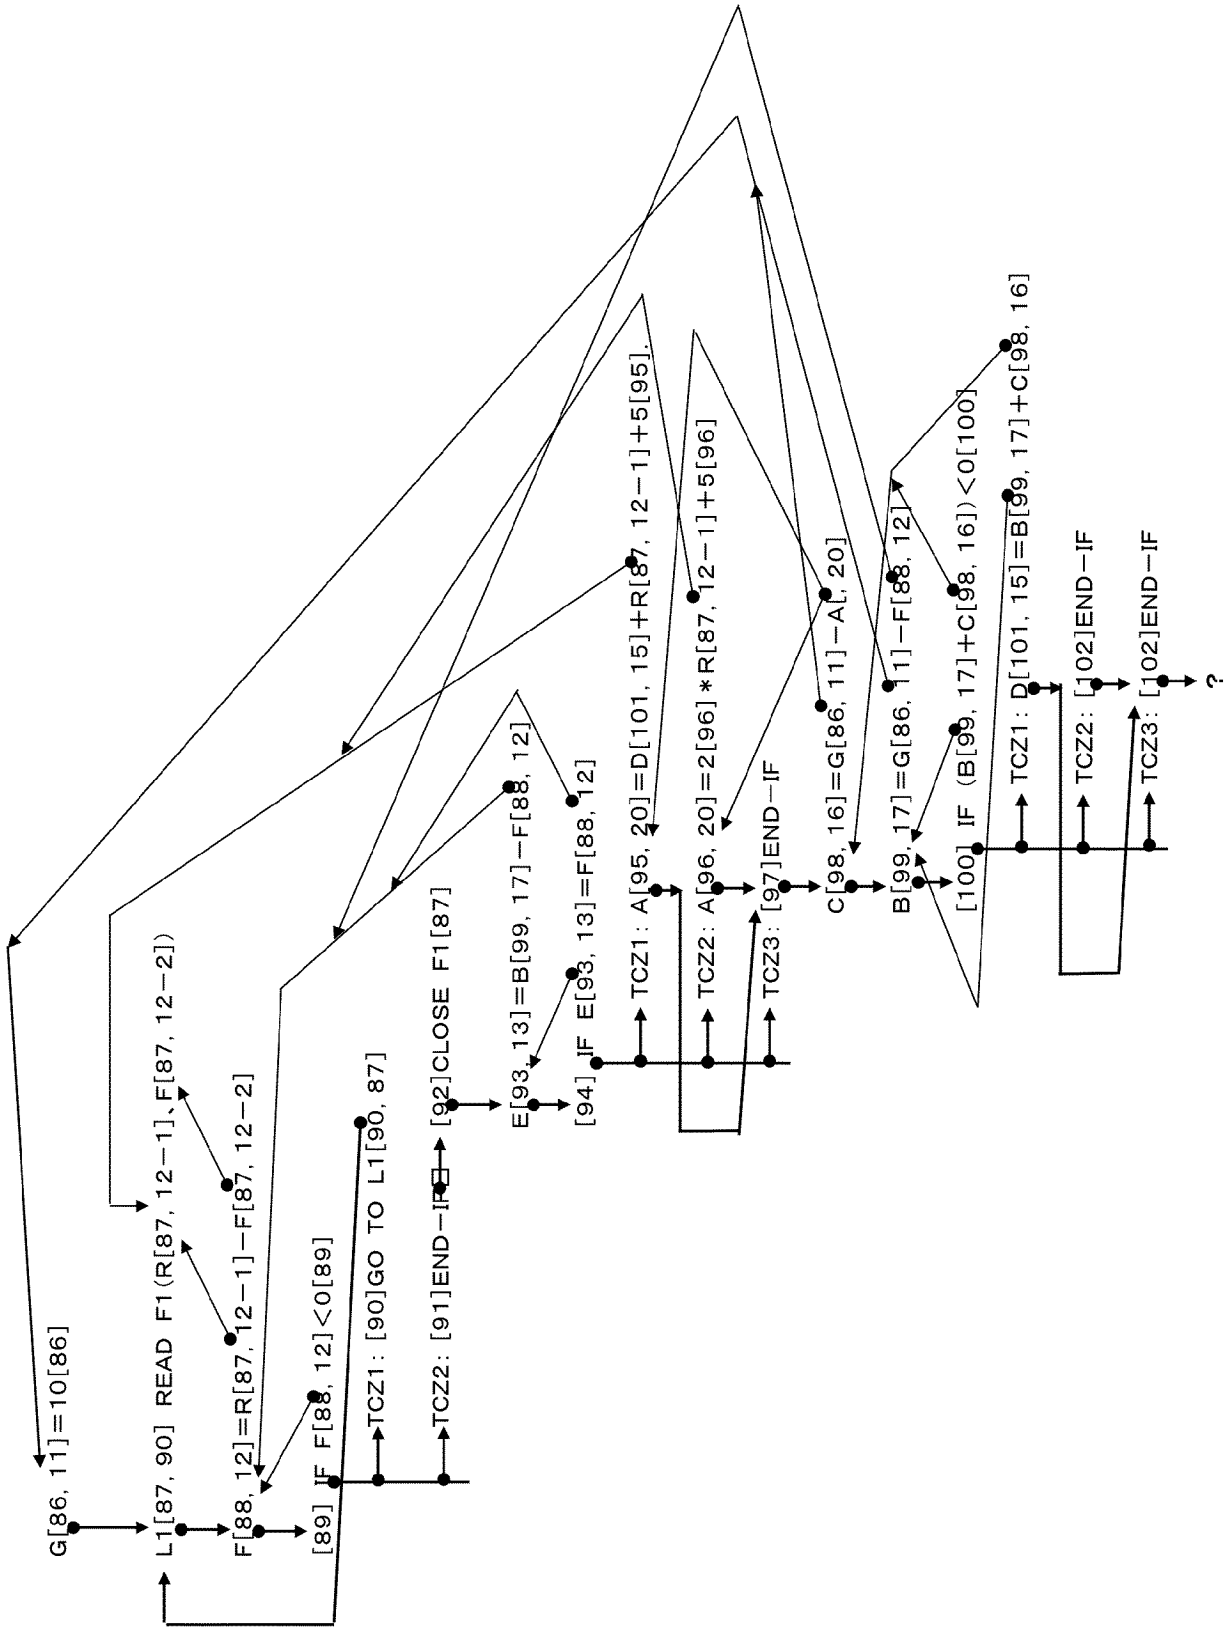 G[86, 11]=10[86]
L1[87, 90] READ F1(R[87, 12-1]、F[87, 12-2])
F[88, 12]=R[87, 12-1]-F[87, 12-2]
[89] IF F[88, 12]<0[89]
TCZ1: [90]GO TO L1[90, 87]
TCZ2: [91]END-IF
[92]CLOSE F1[87]
E[93, 13]=B[99, 17]-F[88, 12]
[94] IF E[93, 13]=F[88, 12]
TCZ1: A[95, 20]=D[101, 15]+R[87, 12-1]+5[95].
TCZ2: A[96, 20]=2[96]*R[87, 12-1]+5[96]
TCZ3: [97]END-IF
C[98, 16]=G[86, 11]-A[, 20]
B[99, 17]=G[86, 11]-F[88, 12]
[100] IF (B[99, 17]+C[98, 16])<0[100]
TCZ1: D[101, 15]=B[99, 17]+C[98, 16]
TCZ2: [102]END-IF
TCZ3: [102]END-IF
?